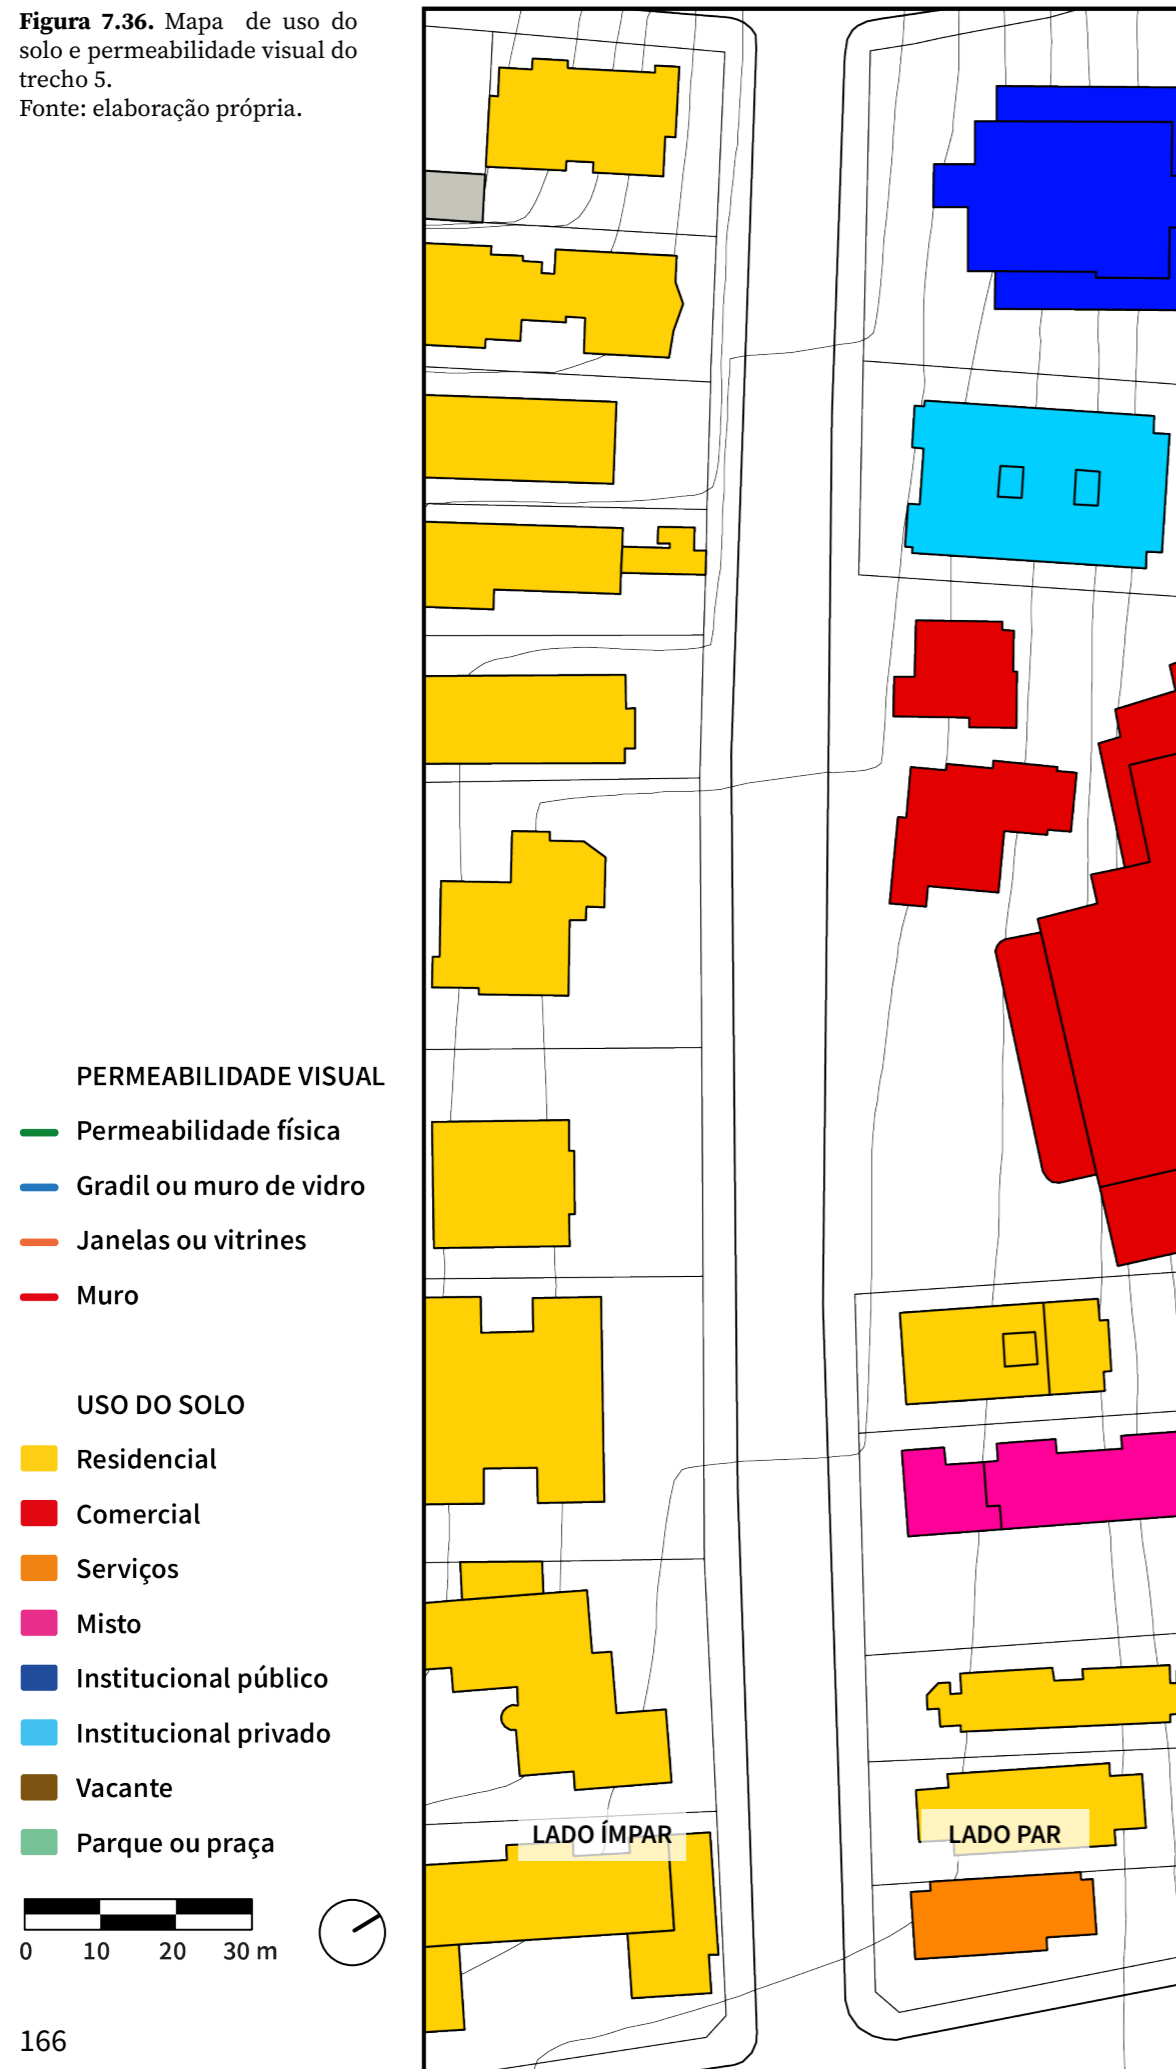 Figura 7.36. Mapa de uso do
solo e permeabilidade visual do
trecho 5.
Fonte: elaboração própria.
PERMEABILIDADE VISUAL
Permeabilidade física
Gradil ou muro de vidro
Janelas ou vitrines
Muro
USO DO SOLO
Residencial
Comercial
Serviços
Misto
Institucional público
Institucional privado
Vacante
Parque ou praça
0 10 20 30 m
166
LADO ÍMPAR
LADO PAR